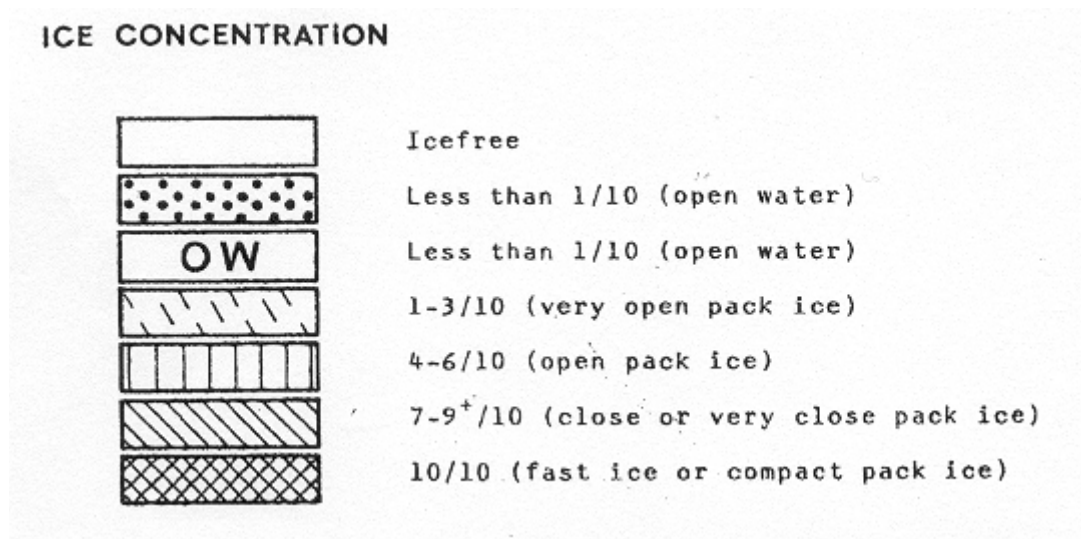 ICE CONCENTRATION
Icefree
Less than 1/10 (open water)
OW
Less than 1/10 (open water)
1-3/10 (very open pack ice)
4-6/10 (open pack ice)
7-9⁺/10 (close or very close pack ice)
10/10 (fast ice or compact pack ice)